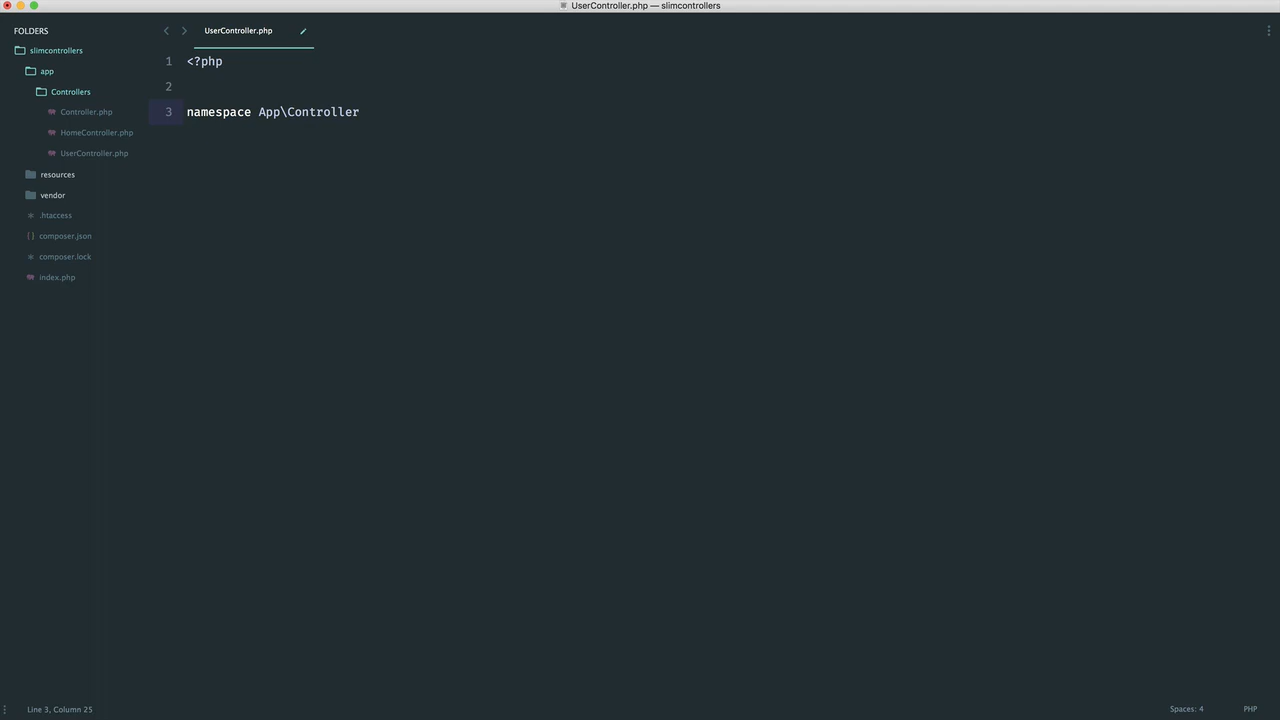 UserController.php — slimcontrollers
FOLDERS
slimcontrollers
app
Controllers
Controller.php
HomeController.php
UserController.php
resources
vendor
.htaccess
composer.json
composer.lock
index.php
UserController.php
1 <?php
2
3 namespace App\Controller
Line 3, Column 25
Spaces: 4
PHP